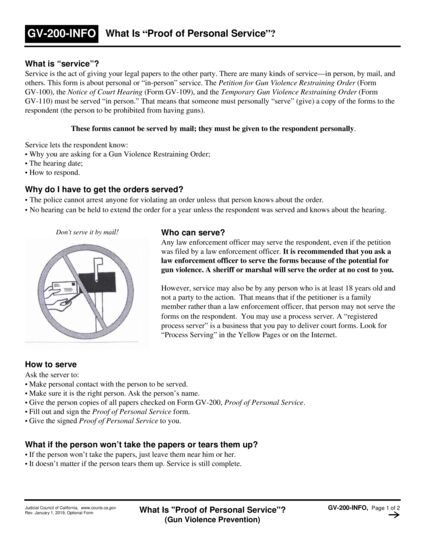 GV-200-INFO What Is “Proof of Personal Service”?
What is “service”?
Service is the act of giving your legal papers to the other party. There are many kinds of service—in person, by mail, and
others. This form is about personal or “in-person” service. The Petition for Gun Violence Restraining Order (Form
GV-100), the Notice of Court Hearing (Form GV-109), and the Temporary Gun Violence Restraining Order (Form
GV-110) must be served “in person.” That means that someone must personally “serve” (give) a copy of the forms to the
respondent (the person to be prohibited from having guns).
These forms cannot be served by mail; they must be given to the respondent personally.
Service lets the respondent know:
• Why you are asking for a Gun Violence Restraining Order;
• The hearing date;
• How to respond.
Why do I have to get the orders served?
• The police cannot arrest anyone for violating an order unless that person knows about the order.
• No hearing can be held to extend the order for a year unless the respondent was served and knows about the hearing.
Don’t serve it by mail!
Who can serve?
Any law enforcement officer may serve the respondent, even if the petition
was filed by a law enforcement officer. It is recommended that you ask a
law enforcement officer to serve the forms because of the potential for
gun violence. A sheriff or marshal will serve the order at no cost to you.
However, service may also be by any person who is at least 18 years old and
not a party to the action. That means that if the petitioner is a family
member rather than a law enforcement officer, that person may not serve the
forms on the respondent. You may use a process server. A “registered
process server” is a business that you pay to deliver court forms. Look for
“Process Serving” in the Yellow Pages or on the Internet.
How to serve
Ask the server to:
• Make personal contact with the person to be served.
• Make sure it is the right person. Ask the person’s name.
• Give the person copies of all papers checked on Form GV-200, Proof of Personal Service.
• Fill out and sign the Proof of Personal Service form.
• Give the signed Proof of Personal Service to you.
What if the person won’t take the papers or tears them up?
• If the person won’t take the papers, just leave them near him or her.
• It doesn’t matter if the person tears them up. Service is still complete.
Judicial Council of California, www.courts.ca.gov
Rev. January 1, 2019, Optional Form
What Is "Proof of Personal Service"?
(Gun Violence Prevention)
GV-200-INFO, Page 1 of 2